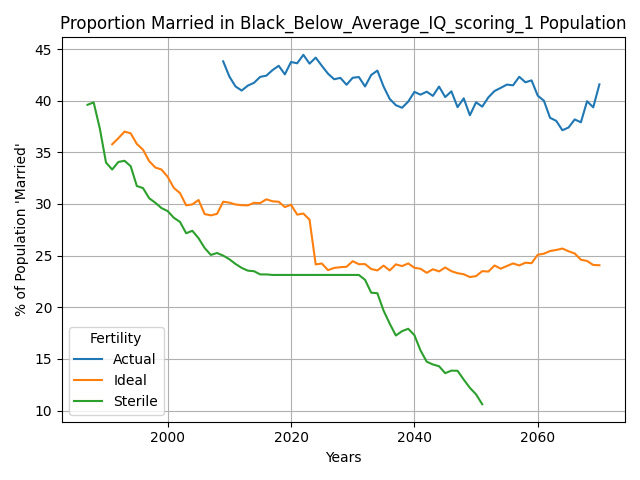 Proportion Married in Black_Below_Average_IQ_scoring_1 Population
% of Population 'Married'
45
40
35
30
25
20
15
10
Fertility
Actual
Ideal
Sterile
2000
2020
2040
2060
Years